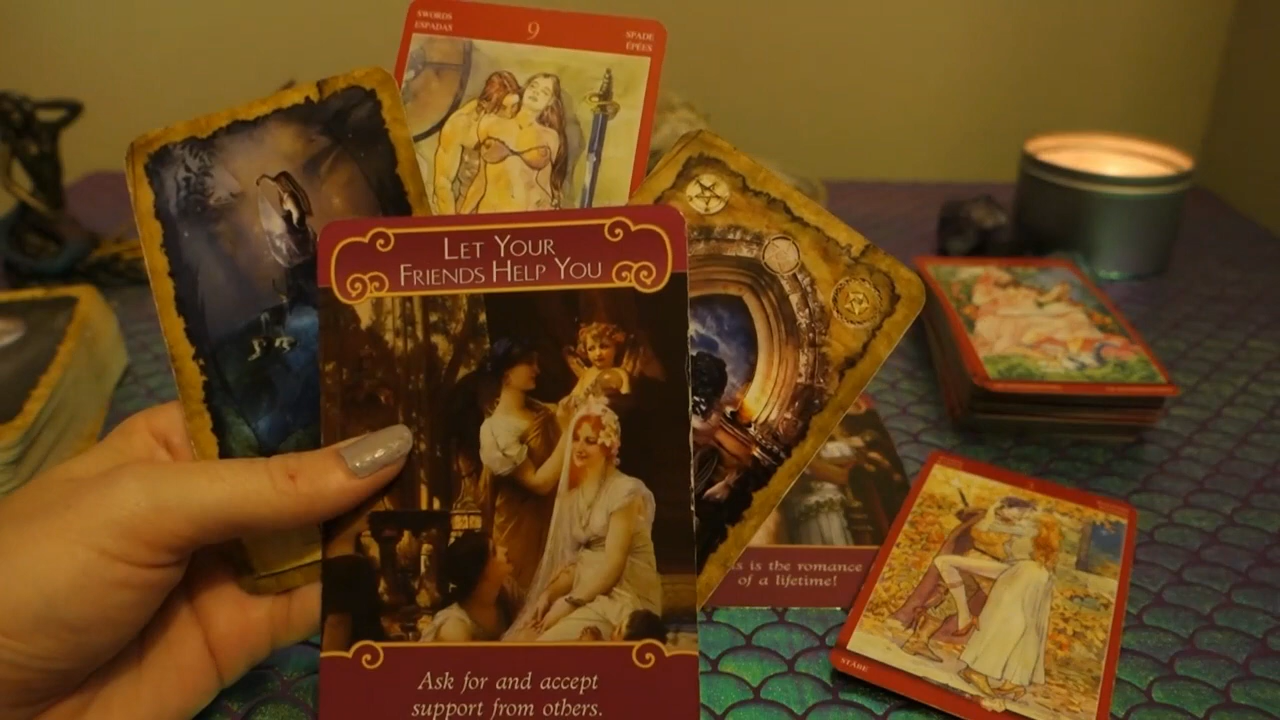 SWORDS
ESPADAS
9
SPADE
ÉPÉES
LET YOUR
FRIENDS HELP YOU
Ask for and accept
support from others.
is is the romance
of a lifetime!
STÄBE